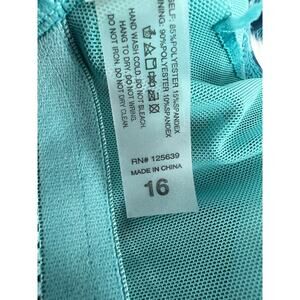 SELF: 85%POLYESTER 15%SPANDEX
LINING: 90%POLYESTER 10%SPANDEX
HAND WASH COLD. DO NOT BLEACH.
HANG TO DRY. DO NOT WRING.
DO NOT IRON. DO NOT DRY CLEAN.
RN# 125639
MADE IN CHINA
16